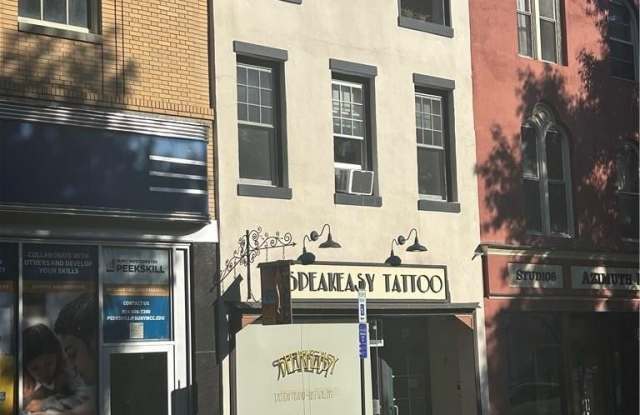 COLLABORATE WITH
OTHERS AND DEVELOP
YOUR SKILLS.
PEEKSKILL
CONTACT US
SPEAKEASY TATTOO
SPEAKEASY
STUDIOS
AZIMUTH